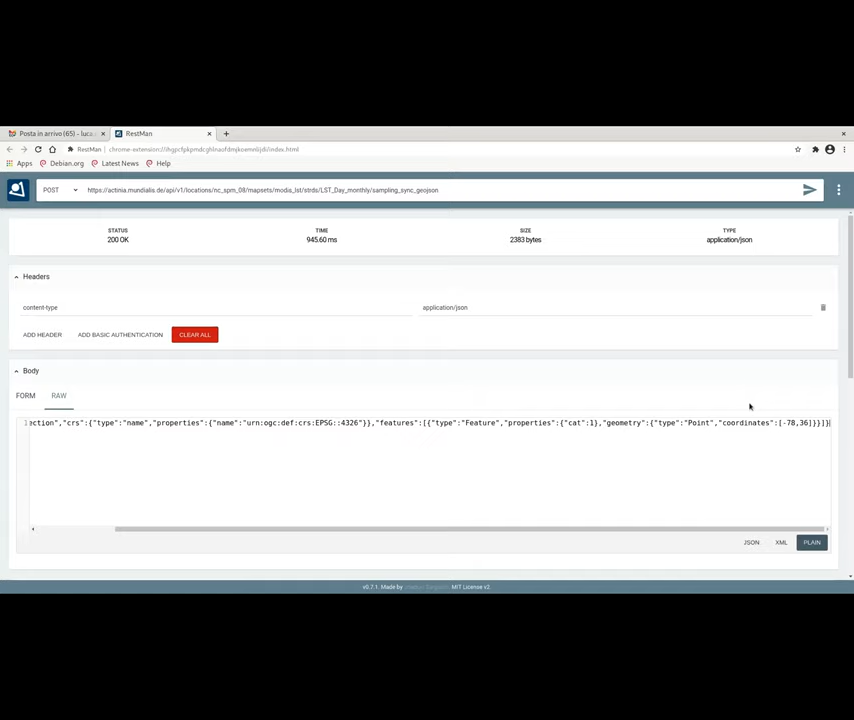 Posta in arrivo (65) - luca
RestMan
RestMan
chrome-extension://ihgpcfpkpmdcghlnaofdmjkoemnlijdi/index.html
Apps
Debian.org
Latest News
Help
POST
https://actinia.mundialis.de/api/v1/locations/nc_spm_08/mapsets/modis_lst/strds/LST_Day_monthly/sampling_sync_geojson
STATUS
200 OK
TIME
945.60 ms
SIZE
2383 bytes
TYPE
application/json
Headers
content-type
application/json
ADD HEADER
ADD BASIC AUTHENTICATION
CLEAR ALL
Body
FORM
RAW
1
ection","crs":{"type":"name","properties":{"name":"urn:ogc:def:crs:EPSG::4326"}},"features":[{"type":"Feature","properties":{"cat":1},"geometry":{"type":"Point","coordinates":[-78,36]}}]}
JSON
XML
PLAIN
v0.7.1. Made by
MIT License v2.